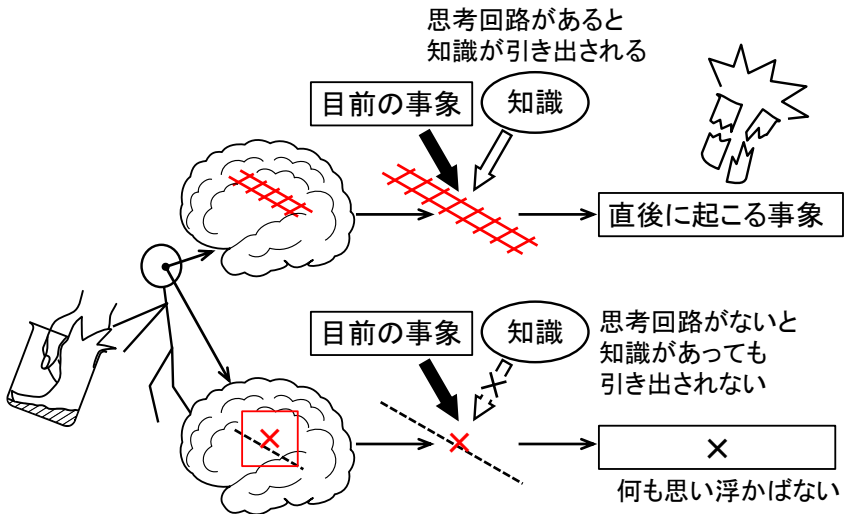 思考回路があると
知識が引き出される
目前の事象
知識
直後に起こる事象
目前の事象
知識
思考回路がないと
知識があっても
引き出されない
×
何も思い浮かばない